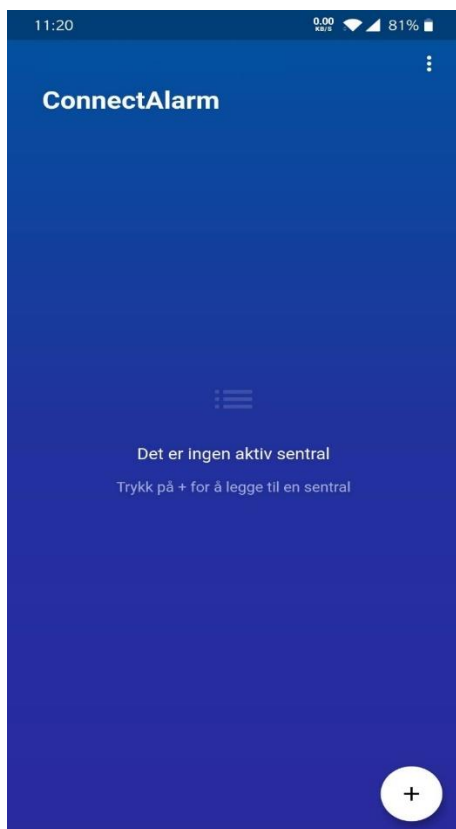 11:20 0.00 KB/S 81%
ConnectAlarm
Det er ingen aktiv sentral
Trykk på + for å legge til en sentral
+